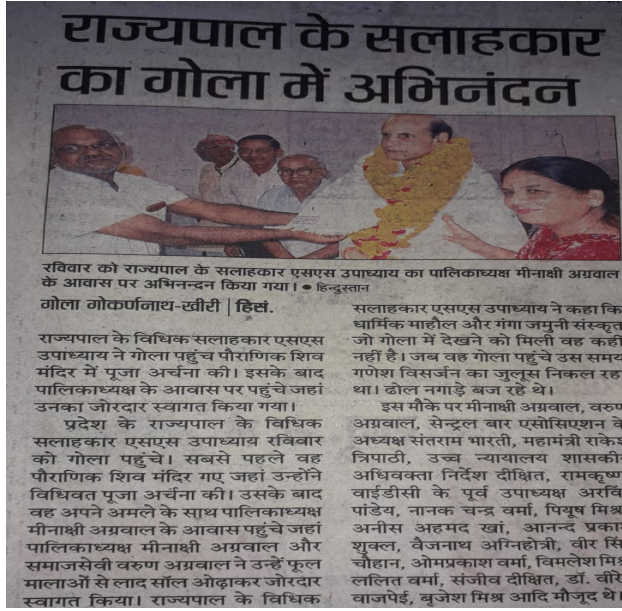 राज्यपाल के सलाहकार
का गोला में अभिनंदन
रविवार को राज्यपाल के सलाहकार एसएस उपाध्याय का पालिकाध्यक्ष मीनाक्षी अग्रवाल
के आवास पर अभिनन्दन किया गया। ● हिन्दुस्तान
गोला गोकर्णनाथ-खीरी | हिसं.
राज्यपाल के विधिक सलाहकार एसएस
उपाध्याय ने गोला पहुंच पौराणिक शिव
मंदिर में पूजा अर्चना की। इसके बाद
पालिकाध्यक्ष के आवास पर पहुंचे जहां
उनका जोरदार स्वागत किया गया।
प्रदेश के राज्यपाल के विधिक
सलाहकार एसएस उपाध्याय रविवार
को गोला पहुंचे। सबसे पहले वह
पौराणिक शिव मंदिर गए जहां उन्होंने
विधिवत पूजा अर्चना की। उसके बाद
वह अपने अमले के साथ पालिकाध्यक्ष
मीनाक्षी अग्रवाल के आवास पहुंचे जहां
पालिकाध्यक्ष मीनाक्षी अग्रवाल और
समाजसेवी वरुण अग्रवाल ने उन्हें फूल
मालाओं से लाद सॉल ओढ़ाकर जोरदार
स्वागत किया। राज्यपाल के विधिक
सलाहकार एसएस उपाध्याय ने कहा कि
धार्मिक माहौल और गंगा जमुनी संस्कृत
जो गोला में देखने को मिली वह कहीं
नहीं है। जब वह गोला पहुंचे उस समय
गणेश विसर्जन का जुलूस निकल रह
था। ढोल नगाड़े बज रहे थे।
इस मौके पर मीनाक्षी अग्रवाल, वरुण
अग्रवाल, सेन्ट्रल बार एसोसिएशन के
अध्यक्ष संतराम भारती, महामंत्री राकेश
त्रिपाठी, उच्च न्यायालय शासकी
अधिवक्ता निर्देश दीक्षित, रामकृष्ण
वाईडीसी के पूर्व उपाध्यक्ष अरवि
पांडेय, नानक चन्द्र वर्मा, पियूष मिश्र
अनीस अहमद खां, आनन्द प्रका
शुक्ल, वैजनाथ अग्निहोत्री, वीर सिं
चौहान, ओमप्रकाश वर्मा, विमलेश मिश्र
ललित वर्मा, संजीव दीक्षित, डॉ. वीरे
वाजपेई, बृजेश मिश्र आदि मौजूद थे।